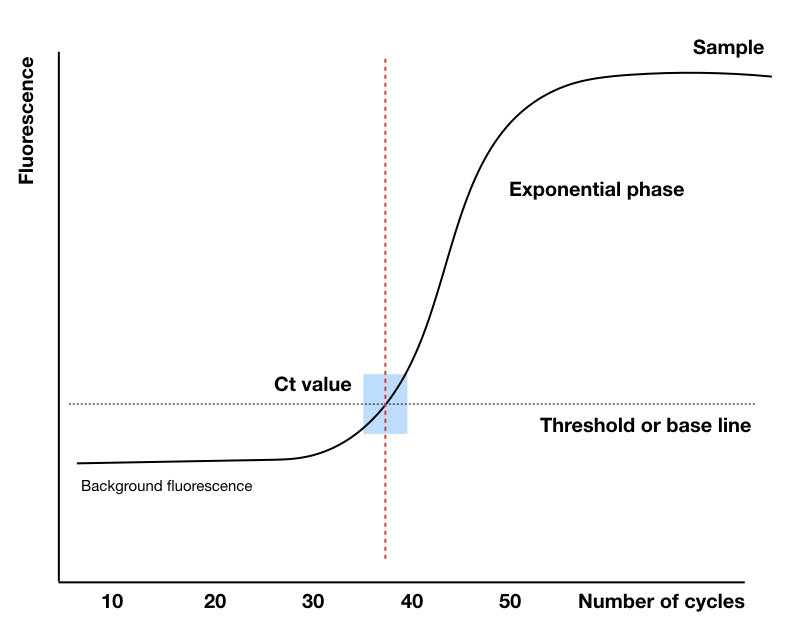 Sample
Fluorescence
Exponential phase
Ct value
Threshold or base line
Background fluorescence
10 20 30 40 50 Number of cycles